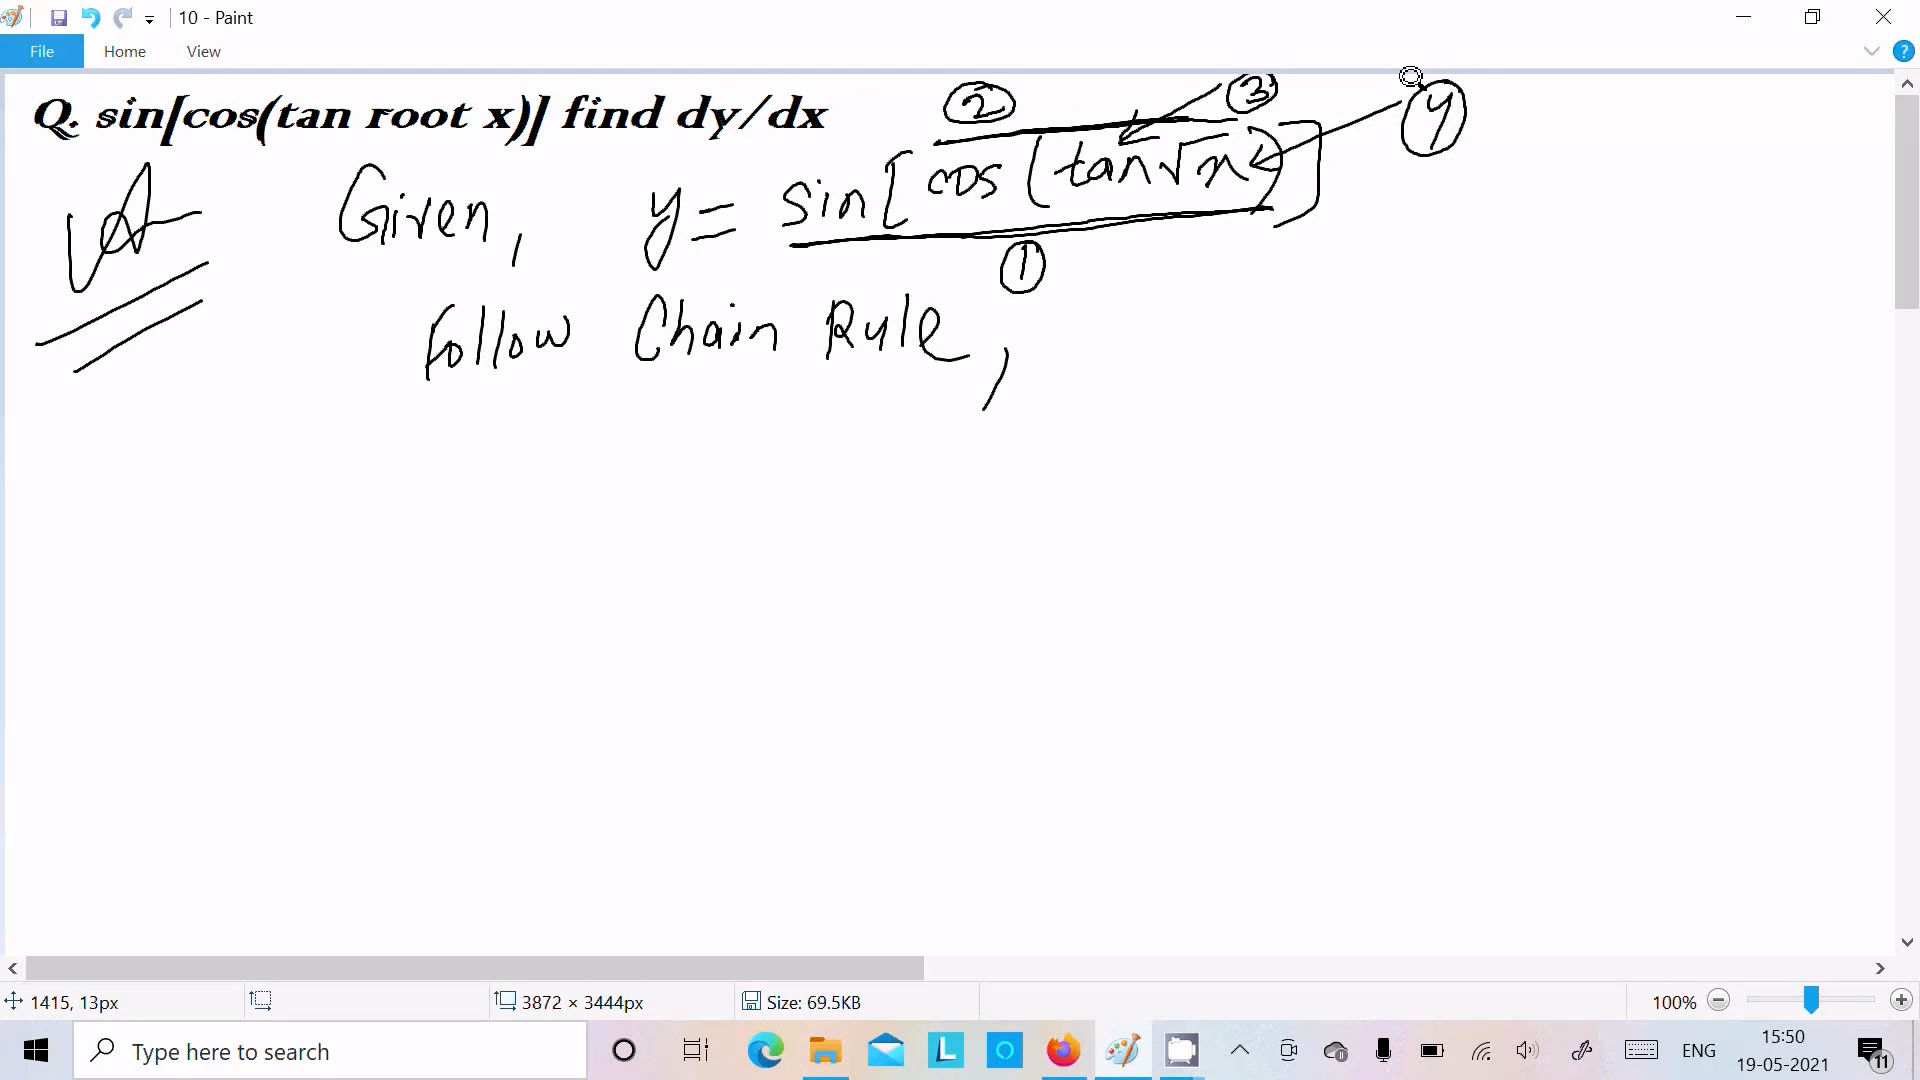 10 - Paint
File Home View
Q. sin[cos(tan root x)] find dy/dx
② ③ ④
Given, y = sin[cos(tan√x)]
①
Follow Chain Rule,
1415, 13px 3872 × 3444px Size: 69.5KB 100%
Type here to search
ENG
15:50
19-05-2021
11